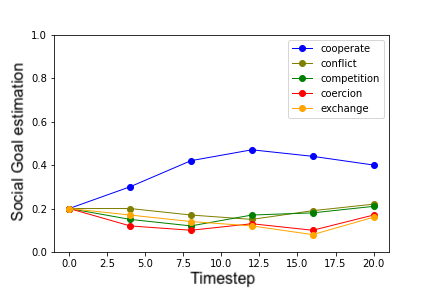 cooperate
conflict
competition
coercion
exchange
Social Goal estimation
1.0
0.8
0.6
0.4
0.2
0.0
0.0 2.5 5.0 7.5 10.0 12.5 15.0 17.5 20.0
Timestep